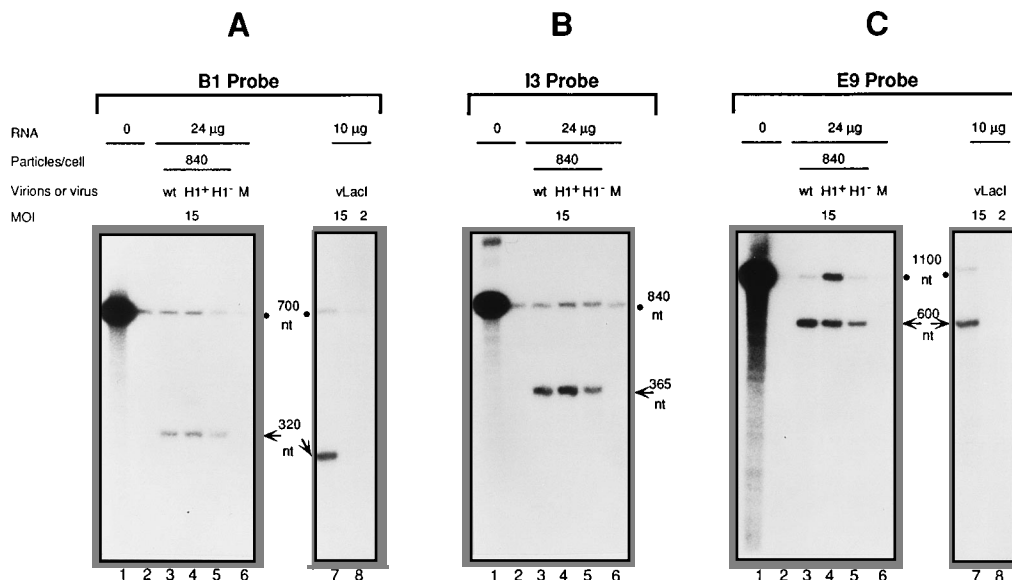 A B C
B1 Probe I3 Probe E9 Probe
RNA 0 24 µg 10 µg 0 24 µg 0 24 µg 10 µg
Particles/cell 840 840 840
Virions or virus wt H1+ H1- M vLacI wt H1+ H1- M wt H1+ H1- M vLacI
MOI 15 15 2 15 15 15 2
700 nt
320 nt
840 nt
365 nt
1100 nt
600 nt
1 2 3 4 5 6 7 8 1 2 3 4 5 6 1 2 3 4 5 6 7 8